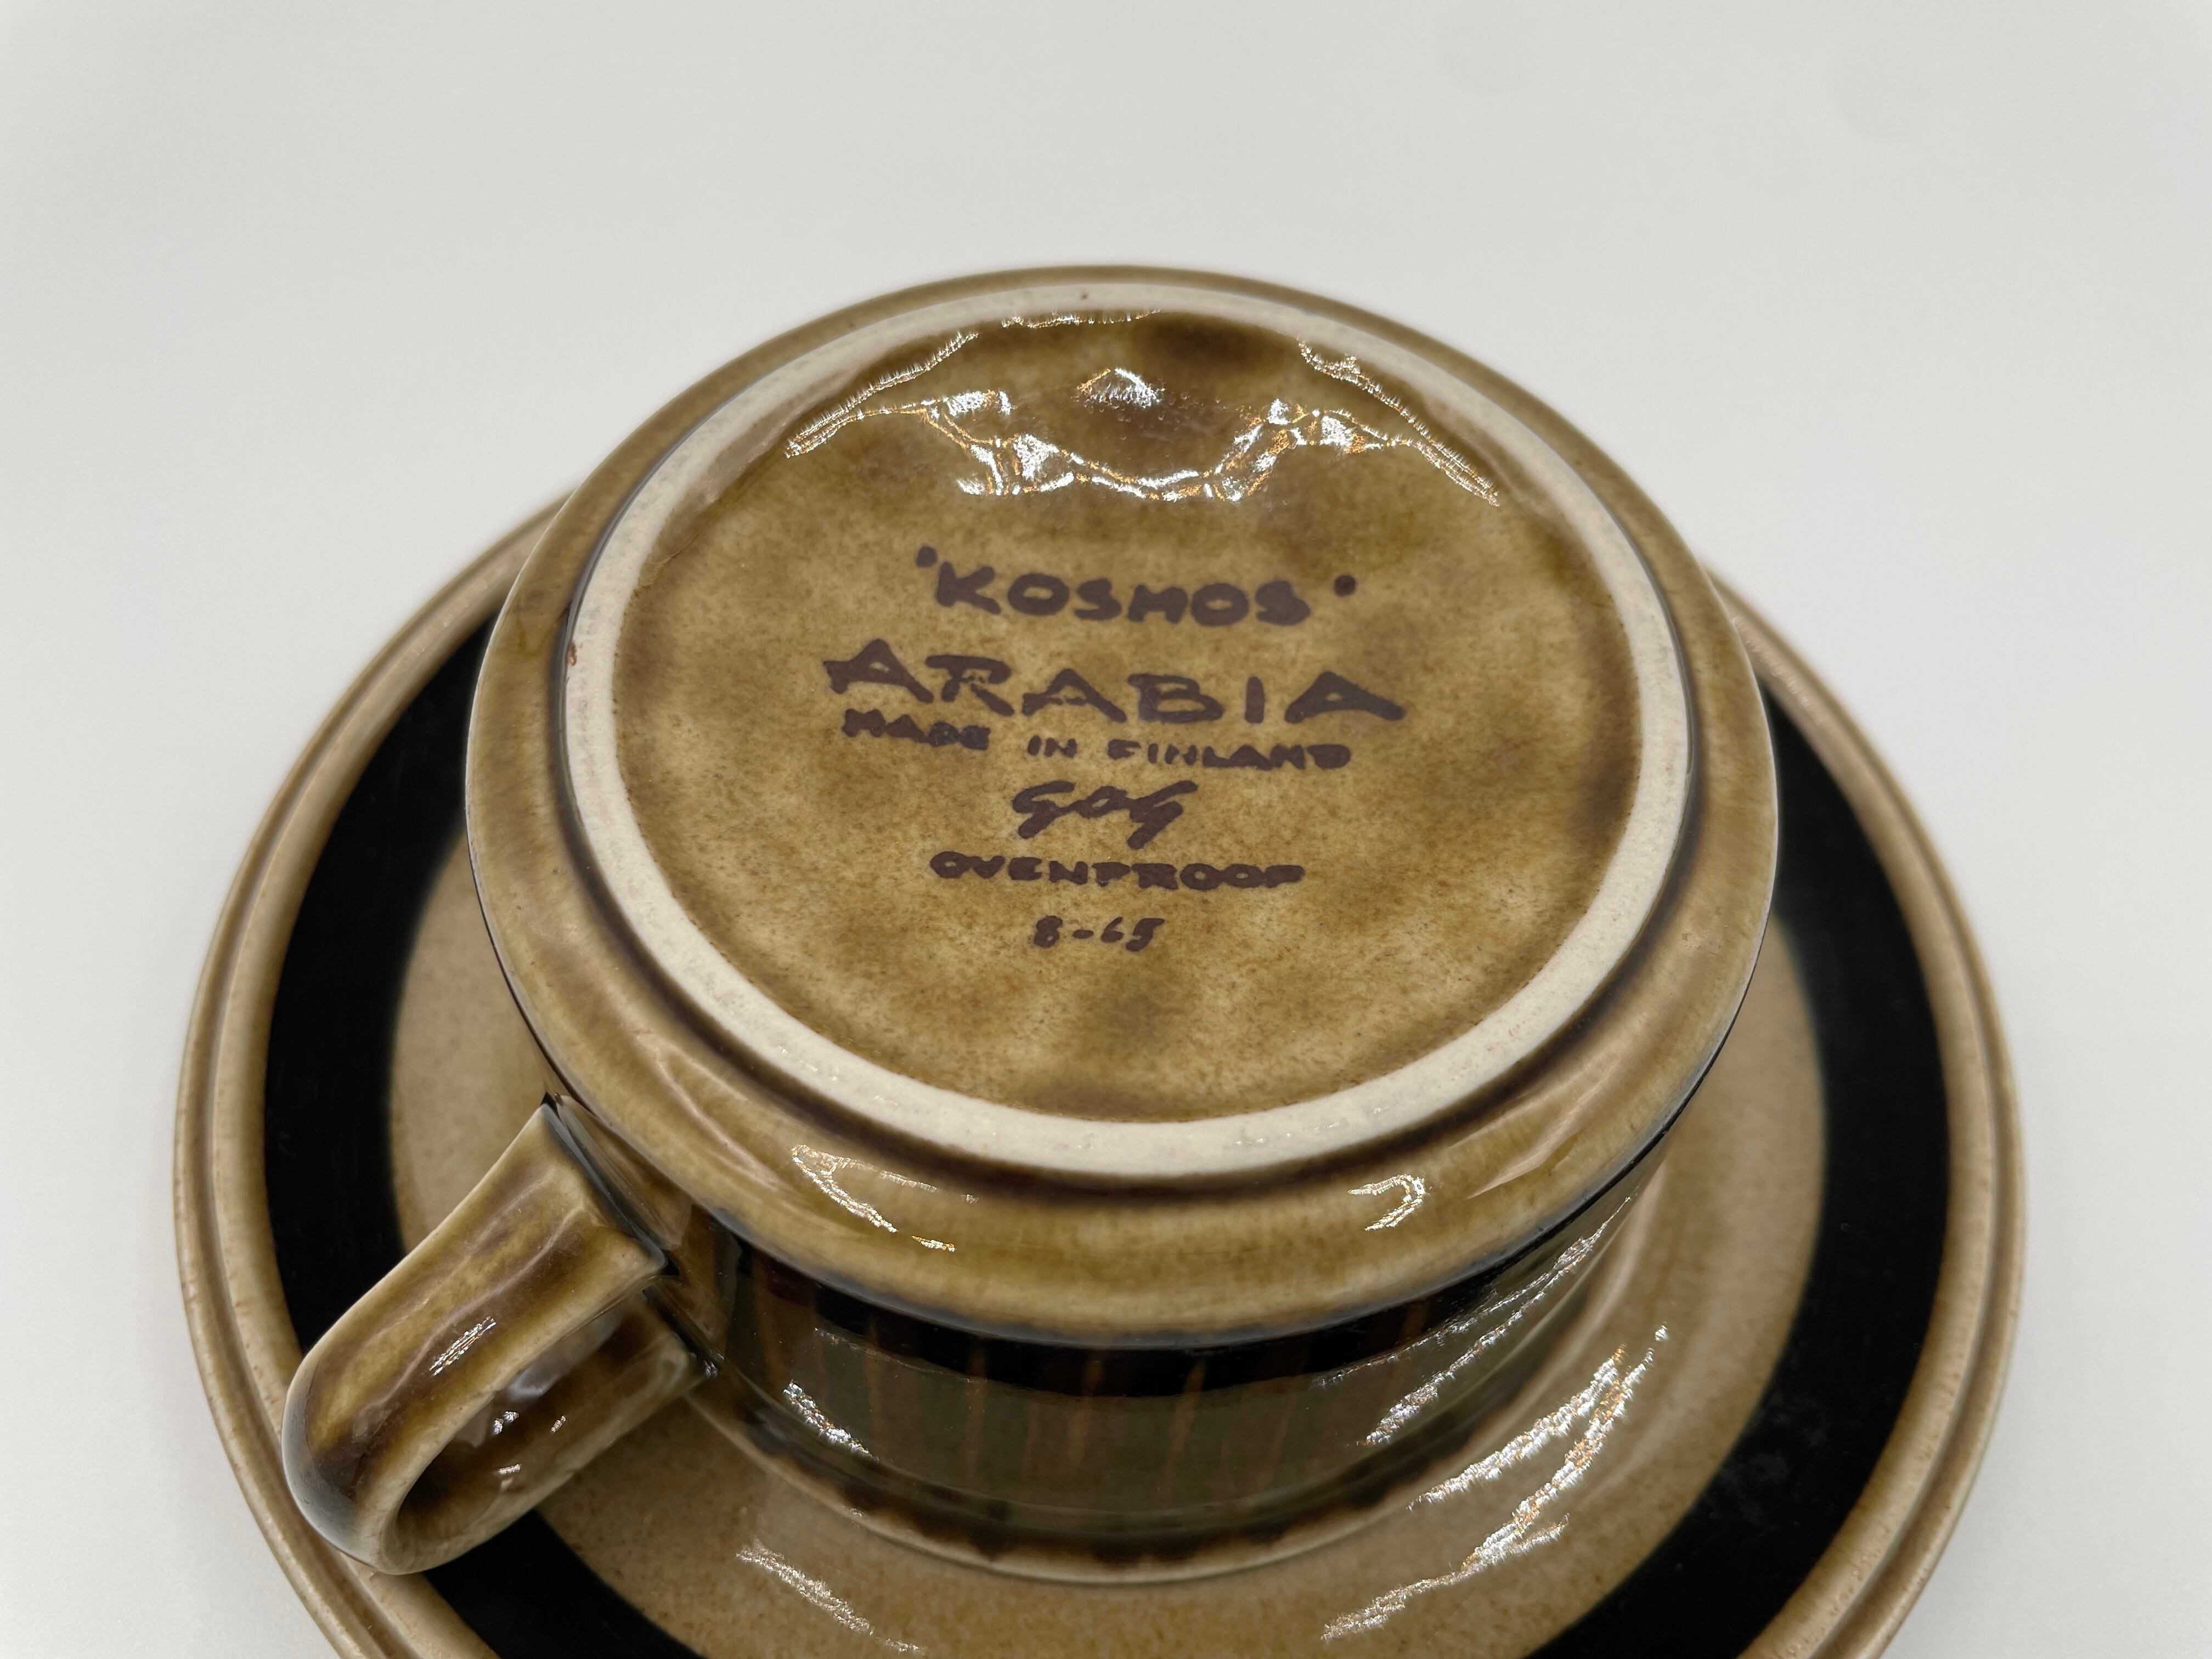 'KOSMOS'
ARABIA
MADE IN FINLAND
GOG
OVENPROOF
8-65